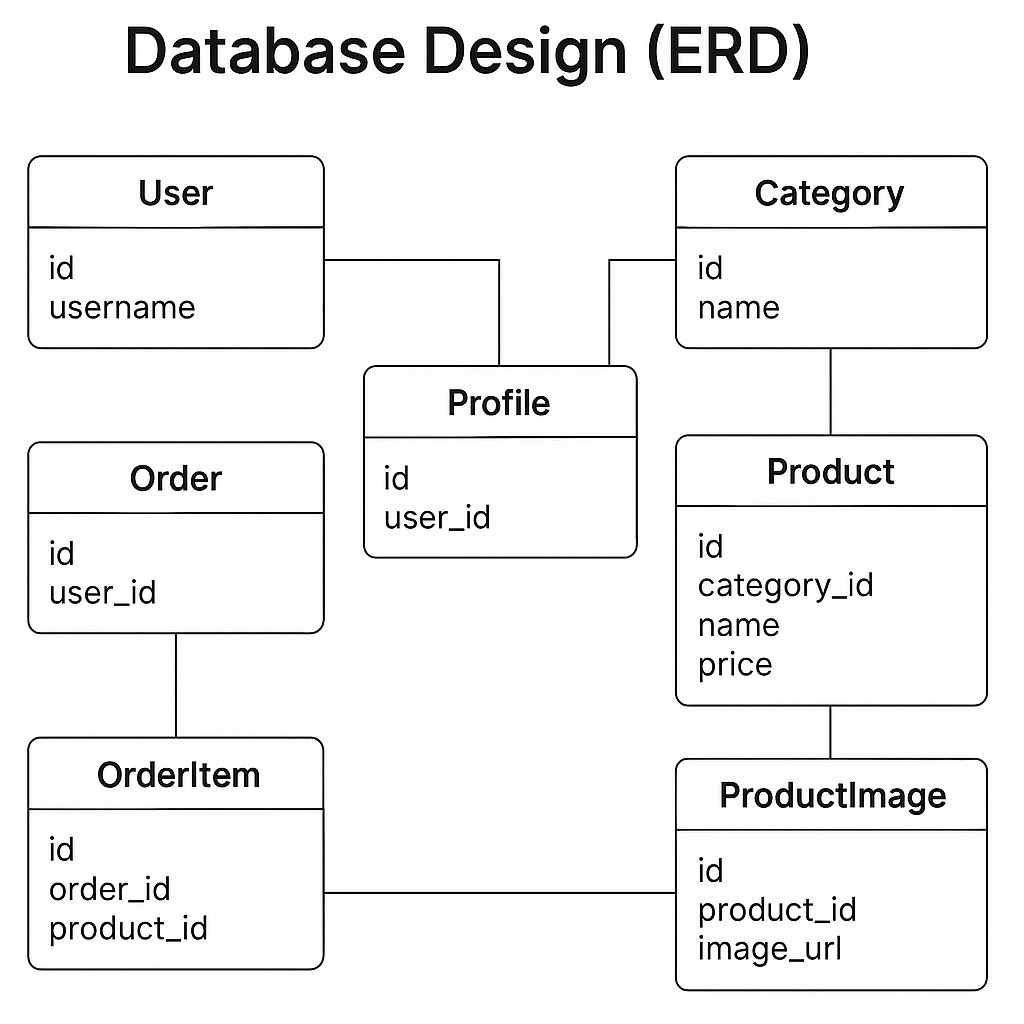 Database Design (ERD)
User
id
username
Category
id
name
Profile
id
user_id
Order
id
user_id
Product
id
category_id
name
price
OrderItem
id
order_id
product_id
ProductImage
id
product_id
image_url